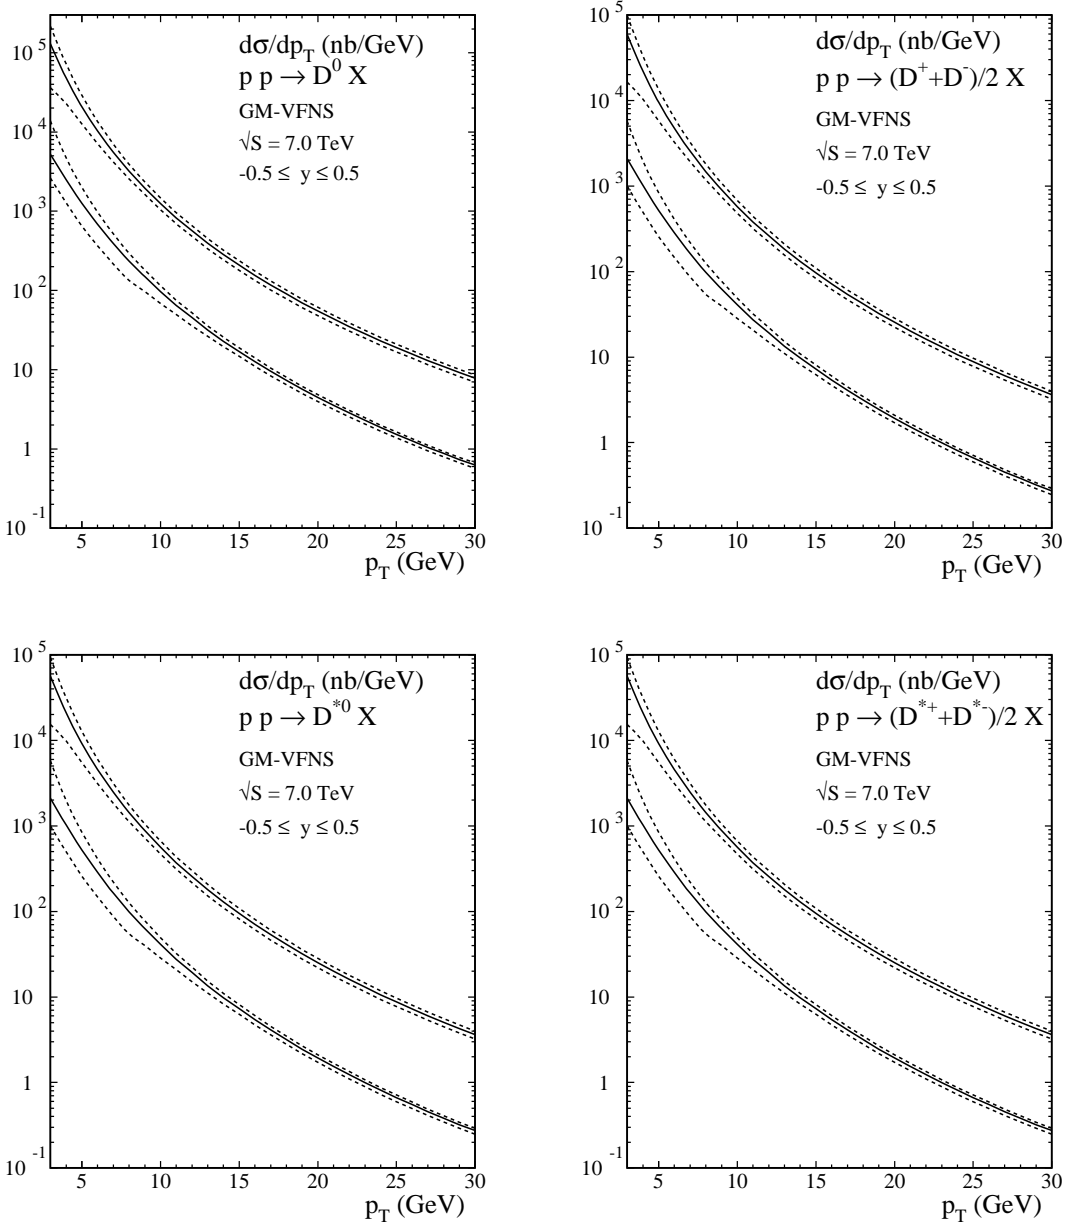 dσ/dp_T (nb/GeV)
p p → D^0 X
GM-VFNS
√S = 7.0 TeV
-0.5 ≤ y ≤ 0.5
10^5
10^4
10^3
10^2
10
1
10^-1
5 10 15 20 25 30
p_T (GeV)
dσ/dp_T (nb/GeV)
p p → (D^+ + D^-)/2 X
GM-VFNS
√S = 7.0 TeV
-0.5 ≤ y ≤ 0.5
10^5
10^4
10^3
10^2
10
1
10^-1
5 10 15 20 25 30
p_T (GeV)
dσ/dp_T (nb/GeV)
p p → D^*0 X
GM-VFNS
√S = 7.0 TeV
-0.5 ≤ y ≤ 0.5
10^5
10^4
10^3
10^2
10
1
10^-1
5 10 15 20 25 30
p_T (GeV)
dσ/dp_T (nb/GeV)
p p → (D^*+ + D^*-)/2 X
GM-VFNS
√S = 7.0 TeV
-0.5 ≤ y ≤ 0.5
10^5
10^4
10^3
10^2
10
1
10^-1
5 10 15 20 25 30
p_T (GeV)